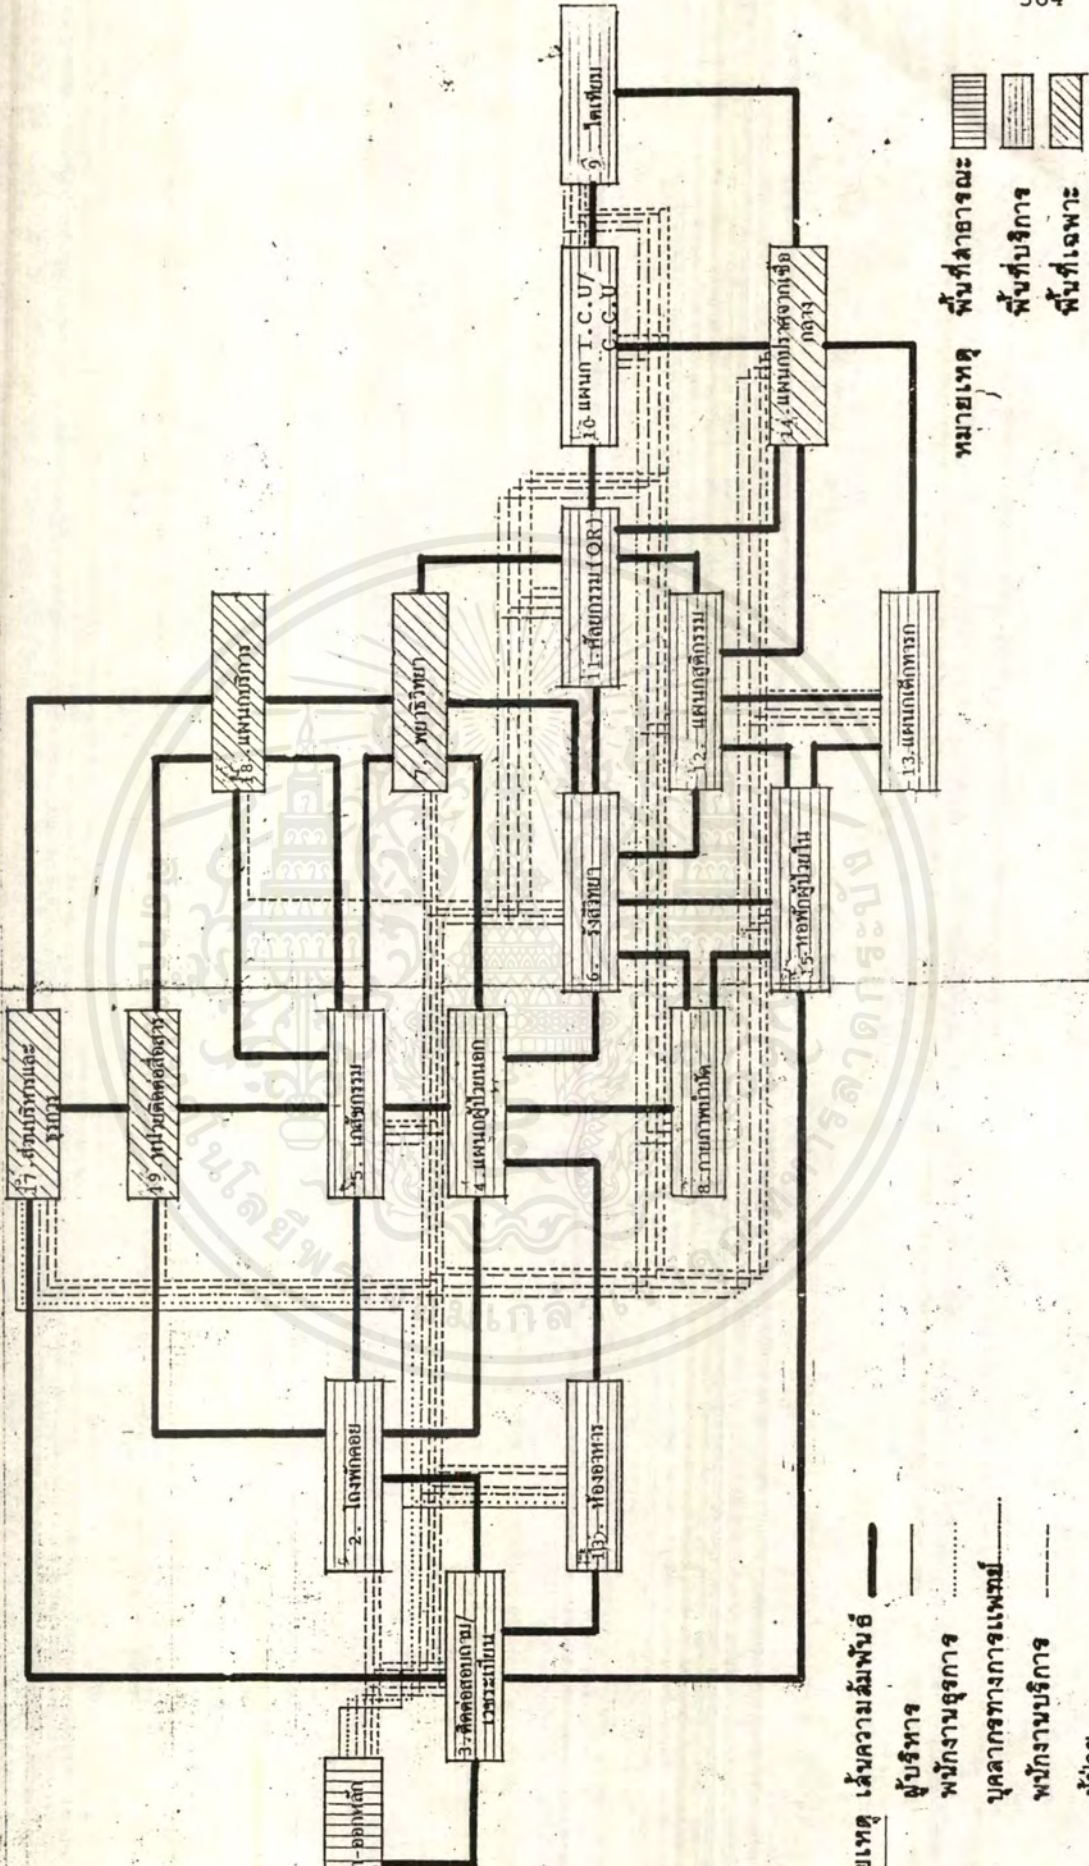 17.ส่วนบริหารและ
ธุรการ
19.หน่วยติดต่อสื่อสาร
18.แผนกบริการ
-ออกหลัก
2. โถงพักคอย
5. เภสัชกรรม
7. พยาธิวิทยา
3.ติดต่อสอบถาม/
เวชระเบียน
4.แผนกผู้ป่วยนอก
ห้องอาหาร
6. รังสีวิทยา
11.ศัลยกรรม(OR)
10 แผนก I.C.U/
C.C.U
9 ไตเทียม
8.กายภาพบำบัด
12. แผนกสูติกรรม
15.หอพักผู้ป่วยใน
14.แผนกปราศจากเชื้อ
กลาง
13.แผนกเด็กทารก
หมายเหตุ พื้นที่สาธารณะ
พื้นที่บริการ
พื้นที่เฉพาะ
ยเหตุ เส้นความสัมพันธ์
ผู้บริหาร
พนักงานธุรการ
บุคลากรทางการแพทย์
พนักงานบริการ